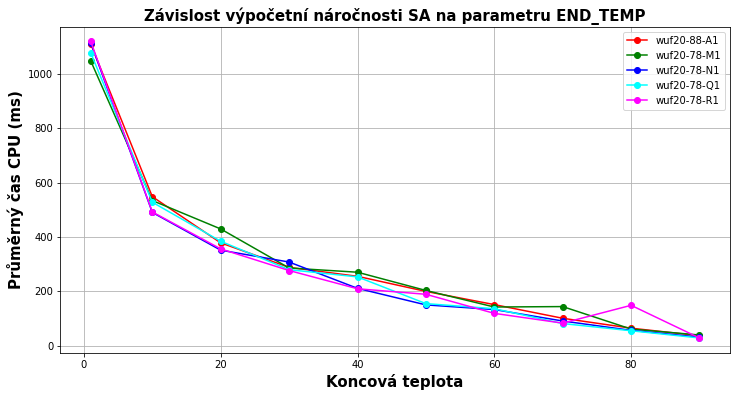 Závislost výpočetní náročnosti SA na parametru END_TEMP
wuf20-88-A1
wuf20-78-M1
wuf20-78-N1
wuf20-78-Q1
wuf20-78-R1
Průměrný čas CPU (ms)
1000
800
600
400
200
0
0 20 40 60 80
Koncová teplota